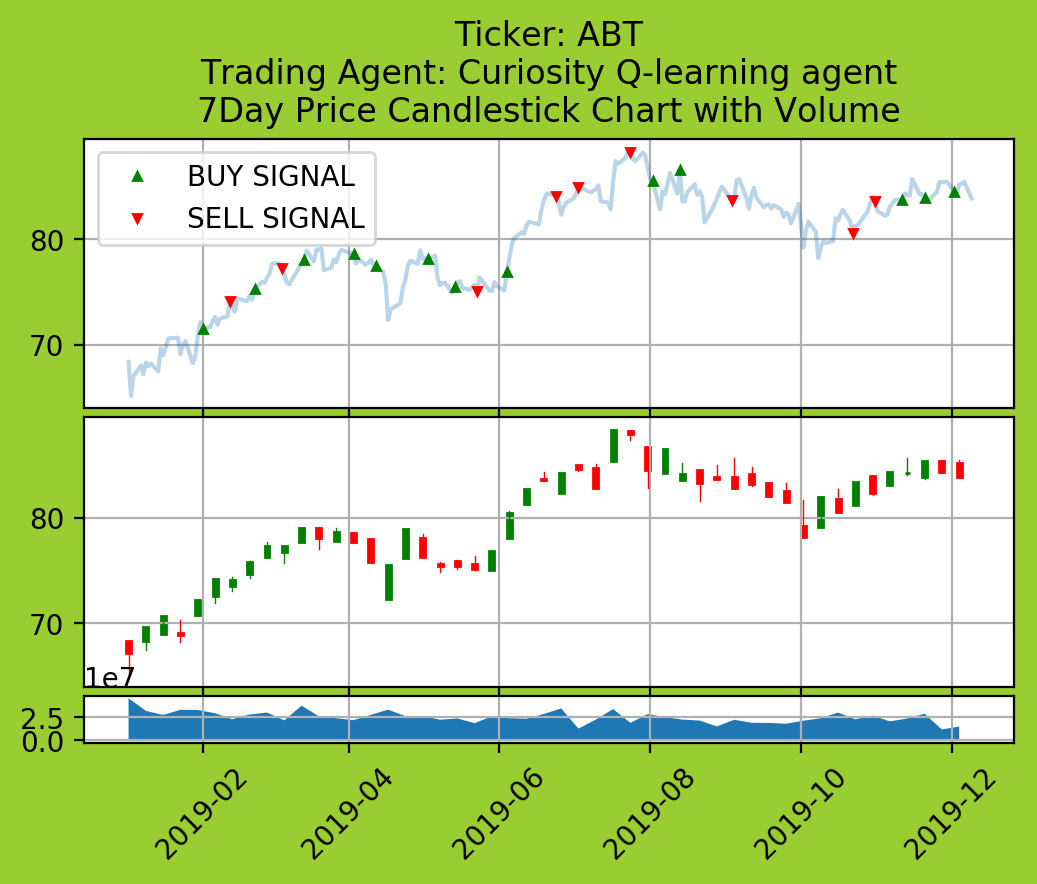 Ticker: ABT
Trading Agent: Curiosity Q-learning agent
7Day Price Candlestick Chart with Volume
BUY SIGNAL
SELL SIGNAL
80
70
80
70
1e7
2.5
0.0
2019-02
2019-04
2019-06
2019-08
2019-10
2019-12